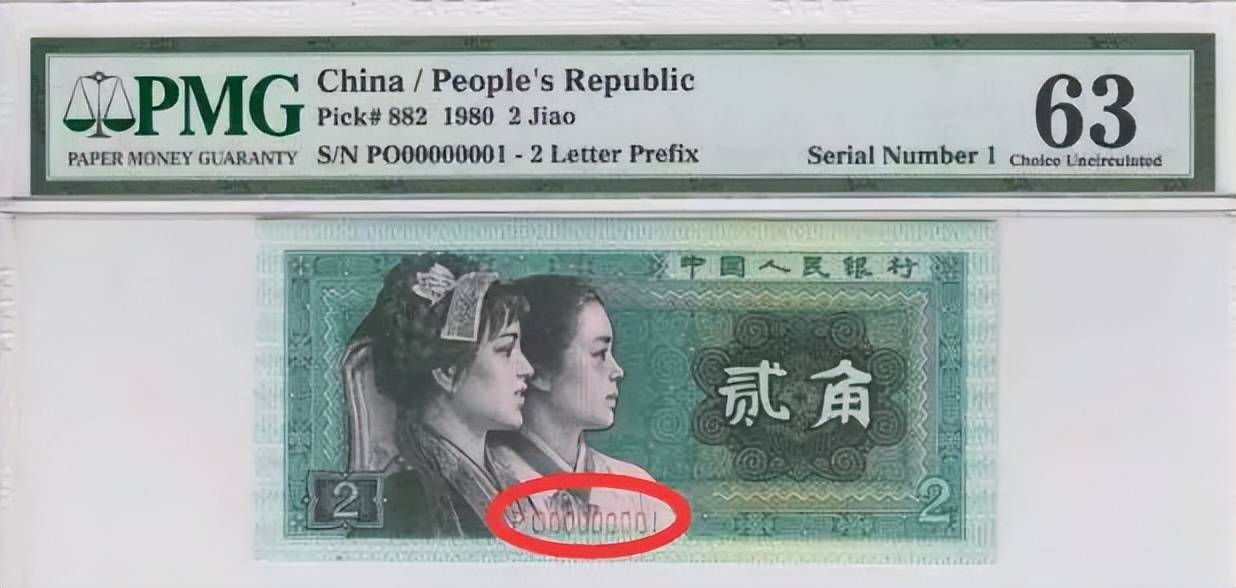 PMG
PAPER MONEY GUARANTY
China / People's Republic
Pick# 882 1980 2 Jiao
S/N PO00000001 - 2 Letter Prefix
Serial Number 1
63
Choice Uncirculated
中国人民银行
贰角
2
2
PO00000001